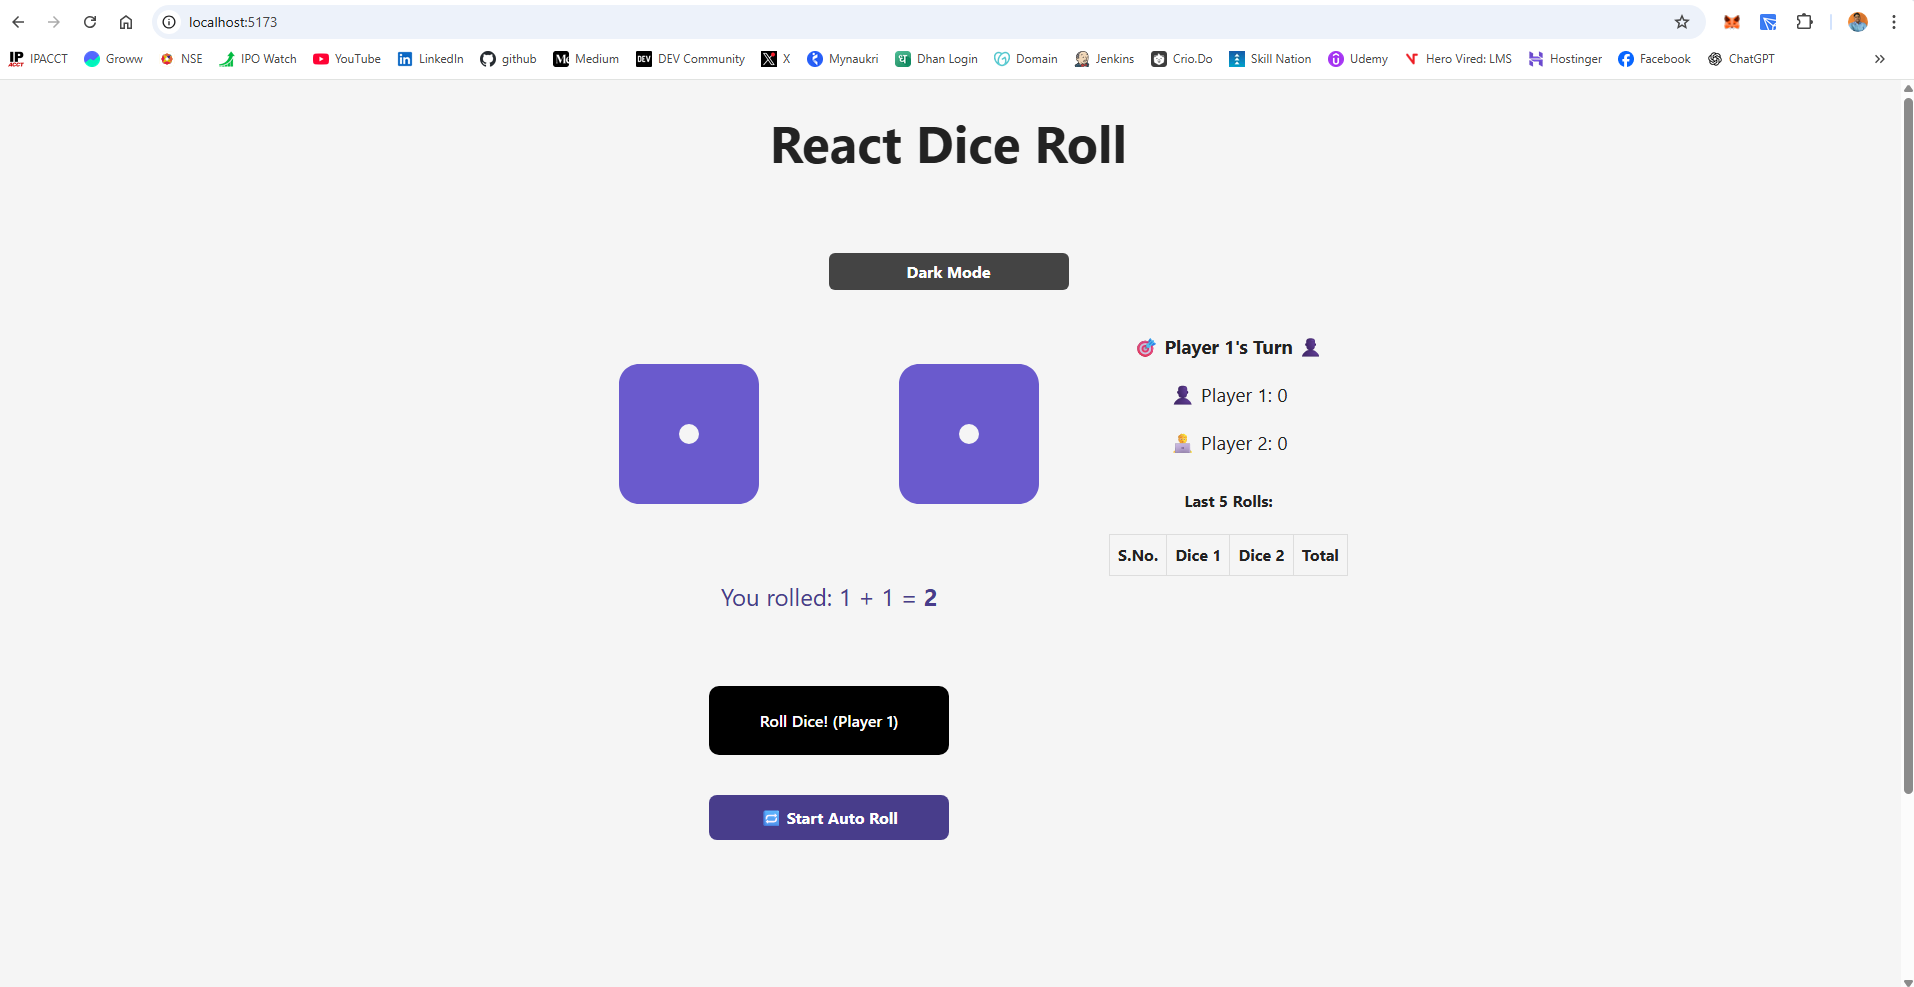 localhost:5173
IPACCT Groww NSE IPO Watch YouTube LinkedIn github Medium DEV Community X Mynaukri Dhan Login Domain Jenkins Crio.Do Skill Nation Udemy Hero Vired: LMS Hostinger Facebook ChatGPT
React Dice Roll
Dark Mode
Player 1's Turn
Player 1: 0
Player 2: 0
Last 5 Rolls:
S.No. Dice 1 Dice 2 Total
You rolled: 1 + 1 = 2
Roll Dice! (Player 1)
Start Auto Roll